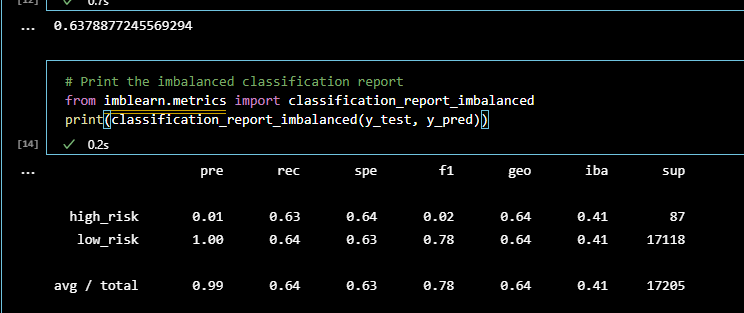 [12] ✓ 0.7s
... 0.6378877245569294
# Print the imbalanced classification report
from imblearn.metrics import classification_report_imbalanced
print(classification_report_imbalanced(y_test, y_pred))
[14] ✓ 0.2s
... pre rec spe f1 geo iba sup
high_risk 0.01 0.63 0.64 0.02 0.64 0.41 87
low_risk 1.00 0.64 0.63 0.78 0.64 0.41 17118
avg / total 0.99 0.64 0.63 0.78 0.64 0.41 17205